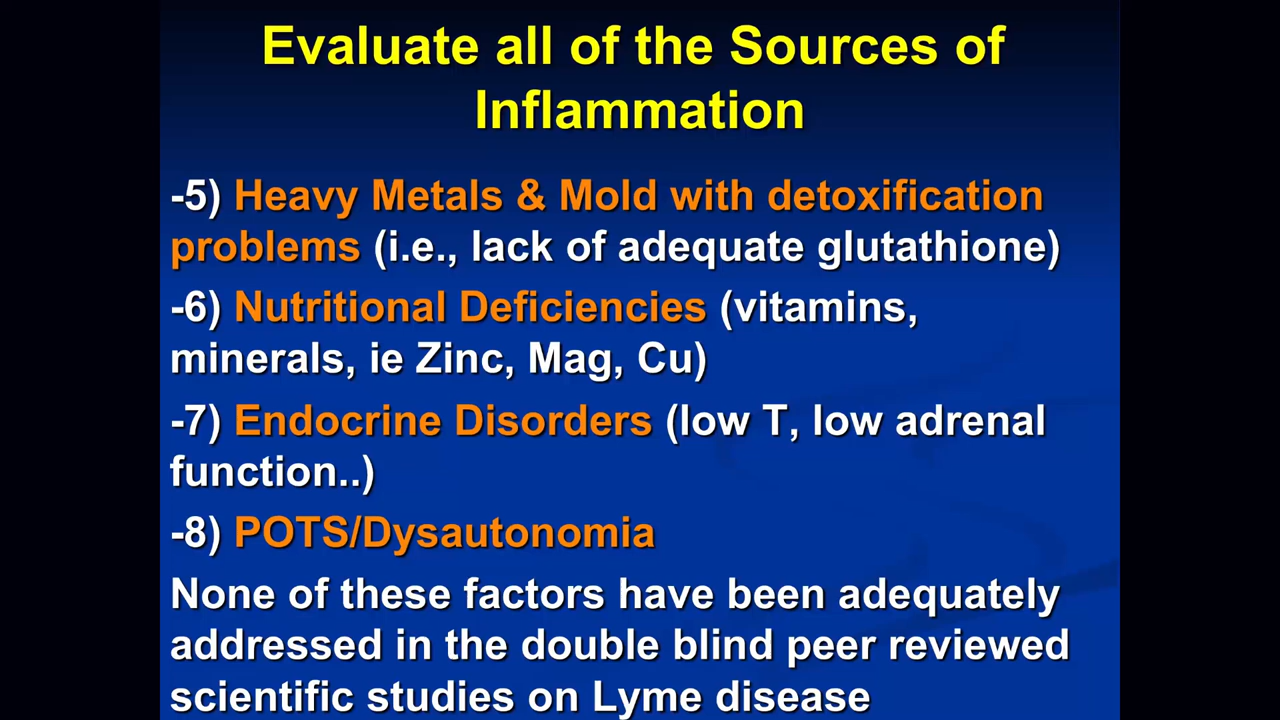 Evaluate all of the Sources of
Inflammation
-5) Heavy Metals & Mold with detoxification
problems (i.e., lack of adequate glutathione)
-6) Nutritional Deficiencies (vitamins,
minerals, ie Zinc, Mag, Cu)
-7) Endocrine Disorders (low T, low adrenal
function..)
-8) POTS/Dysautonomia
None of these factors have been adequately
addressed in the double blind peer reviewed
scientific studies on Lyme disease